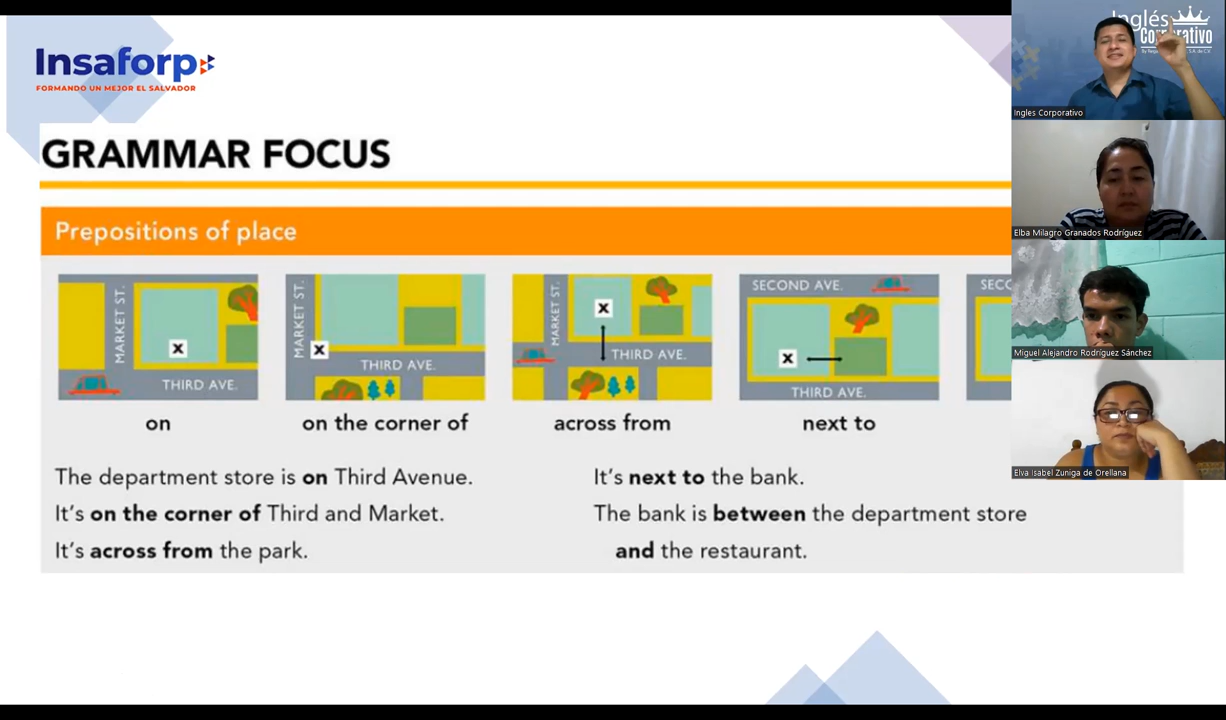 Insaforp
FORMANDO UN MEJOR EL SALVADOR
GRAMMAR FOCUS
Prepositions of place
MARKET ST.
THIRD AVE.
MARKET ST.
THIRD AVE.
MARKET ST.
THIRD AVE.
SECOND AVE.
THIRD AVE.
SECO
on
on the corner of
across from
next to
The department store is on Third Avenue.
It's on the corner of Third and Market.
It's across from the park.
It's next to the bank.
The bank is between the department store
and the restaurant.
Inglés
Corporativo
Ingles Corporativo
Elba Milagro Granados Rodríguez
Miguel Alejandro Rodríguez Sánchez
Elva Isabel Zuniga de Orellana